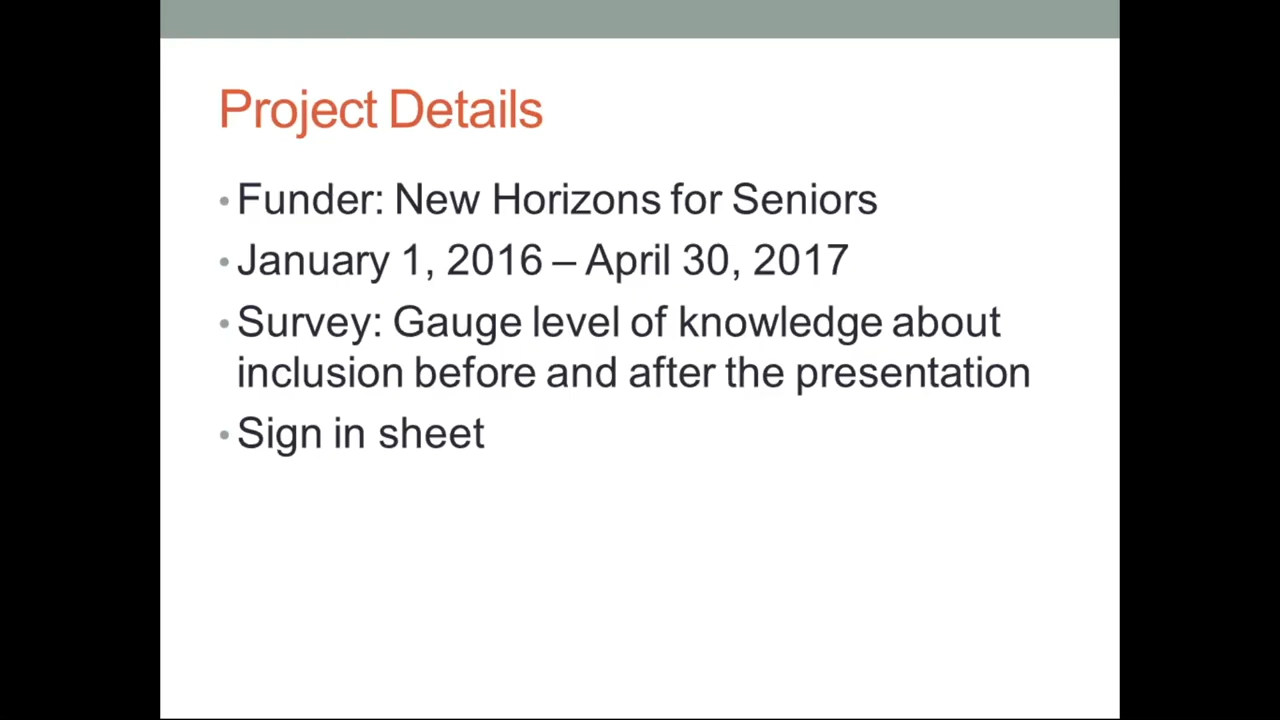 Project Details
• Funder: New Horizons for Seniors
• January 1, 2016 – April 30, 2017
• Survey: Gauge level of knowledge about
inclusion before and after the presentation
• Sign in sheet